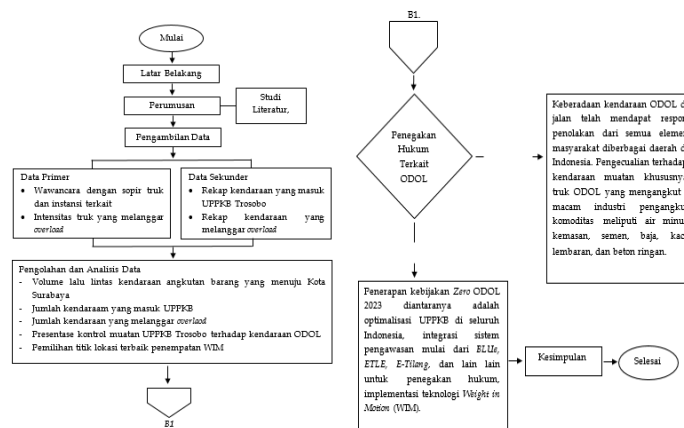 Mulai
Latar Belakang
Perumusan
Studi
Literatur,
Pengambilan Data
Data Primer
• Wawancara dengan sopir truk
dan instansi terkait
• Intensitas truk yang melanggar
overload
Data Sekunder
• Rekap kendaraan yang masuk
UPPKB Trosobo
• Rekap kendaraan yang
melanggar overload
Pengolahan dan Analisis Data
- Volume lalu lintas kendaraan angkutan barang yang menuju Kota
Surabaya
- Jumlah kendaraam yang masuk UPPKB
- Jumlah kendaraan yang melanggar overlaod
- Presentase kontrol muatan UPPKB Trosobo terhadap kendaraan ODOL
- Pemilihan titik lokasi terbaik penempatan WIM
B1
B1.
Penegakan
Hukum
Terkait
ODOL
Keberadaan kendaraan ODOL d
jalan telah mendapat respon
penolakan dari semua elemen
masyarakat diberbagai daerah d
Indonesia. Pengecualian terhadap
kendaraan muatan khususnya
truk ODOL yang mengangkut
macam industri pengangku
komoditas meliputi air minu
kemasan, semen, baja, kac
lembaran, dan beton ringan.
Penerapan kebijakan Zero ODOL
2023 diantaranya adalah
optimalisasi UPPKB di seluruh
Indonesia, integrasi sistem
pengawasan mulai dari BLUe,
ETLE, E-Tilang, dan lain lain
untuk penegakan hukum,
implementasi teknologi Weight in
Motion (WIM).
Kesimpulan
Selesai